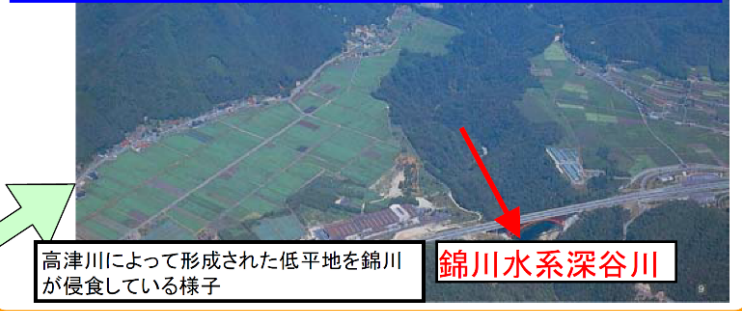 高津川によって形成された低平地を錦川
が侵食している様子
錦川水系深谷川
9